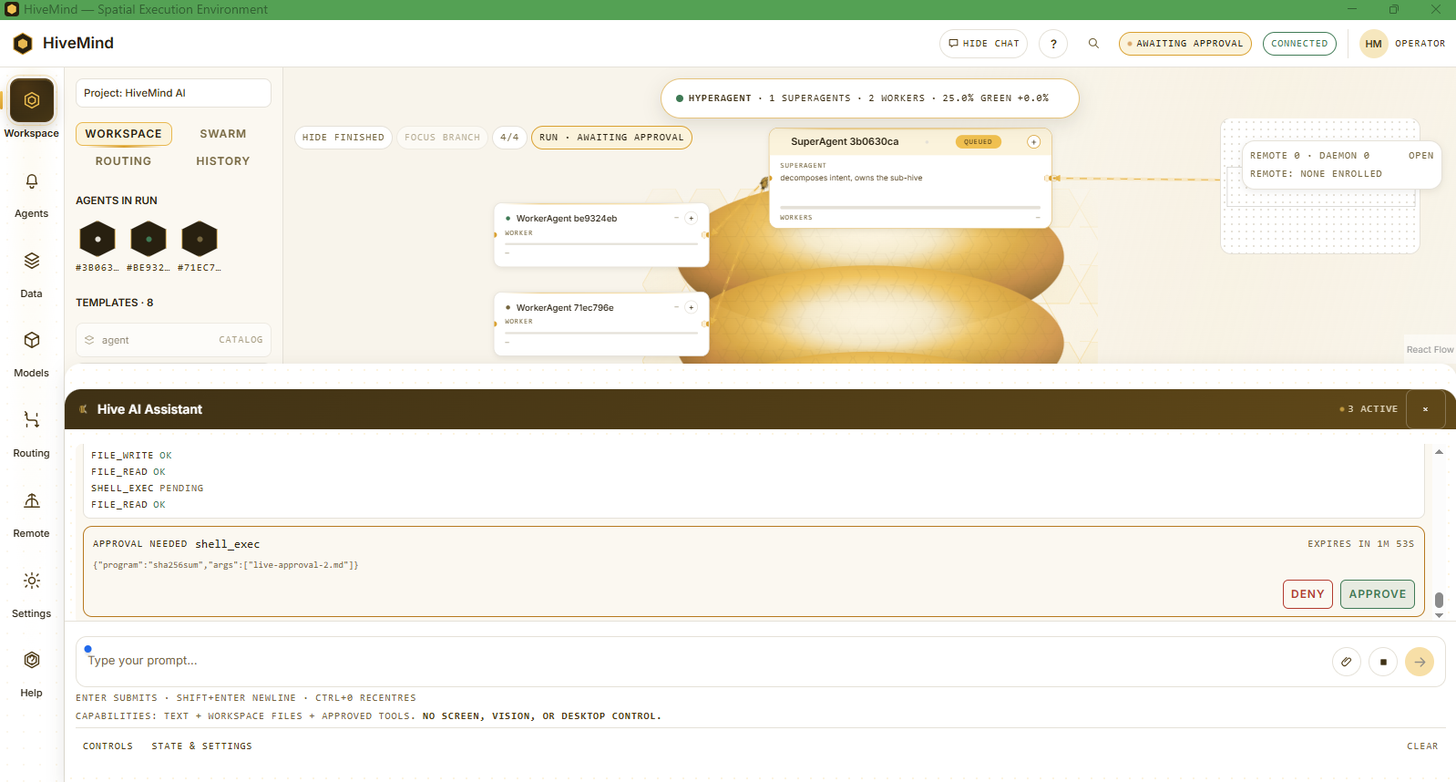 HiveMind — Spatial Execution Environment
HiveMind
HIDE CHAT
?
AWAITING APPROVAL
CONNECTED
HM
OPERATOR
Workspace
Agents
Data
Models
Routing
Remote
Settings
Help
Project: HiveMind AI
WORKSPACE
SWARM
ROUTING
HISTORY
AGENTS IN RUN
#3B063… #BE932… #71EC7…
TEMPLATES · 8
agent
CATALOG
HYPERAGENT · 1 SUPERAGENTS · 2 WORKERS · 25.0% GREEN +0.0%
HIDE FINISHED
FOCUS BRANCH
4/4
RUN · AWAITING APPROVAL
SuperAgent 3b0630ca
QUEUED
+
SUPERAGENT
decomposes intent, owns the sub-hive
WORKERS
—
WorkerAgent be9324eb
— +
WORKER
—
WorkerAgent 71ec796e
— +
WORKER
—
REMOTE 0 · DAEMON 0
OPEN
REMOTE: NONE ENROLLED
React Flow
Hive AI Assistant
3 ACTIVE
×
FILE_WRITE OK
FILE_READ OK
SHELL_EXEC PENDING
FILE_READ OK
APPROVAL NEEDED shell_exec
EXPIRES IN 1M 53S
{"program":"sha256sum","args":["live-approval-2.md"]}
DENY
APPROVE
Type your prompt...
ENTER SUBMITS · SHIFT+ENTER NEWLINE · CTRL+0 RECENTRES
CAPABILITIES: TEXT + WORKSPACE FILES + APPROVED TOOLS. NO SCREEN, VISION, OR DESKTOP CONTROL.
CONTROLS
STATE & SETTINGS
CLEAR